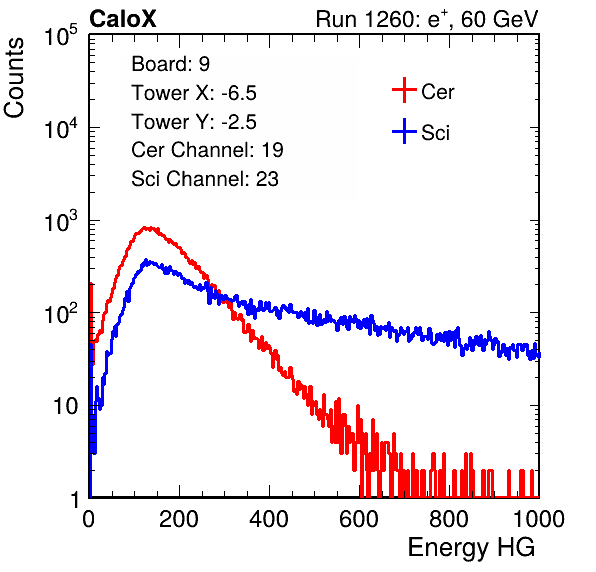 CaloX Run 1260: e⁺, 60 GeV
Counts
Board: 9
Tower X: -6.5
Tower Y: -2.5
Cer Channel: 19
Sci Channel: 23
Cer
Sci
10⁵
10⁴
10³
10²
10
1
0 200 400 600 800 1000
Energy HG